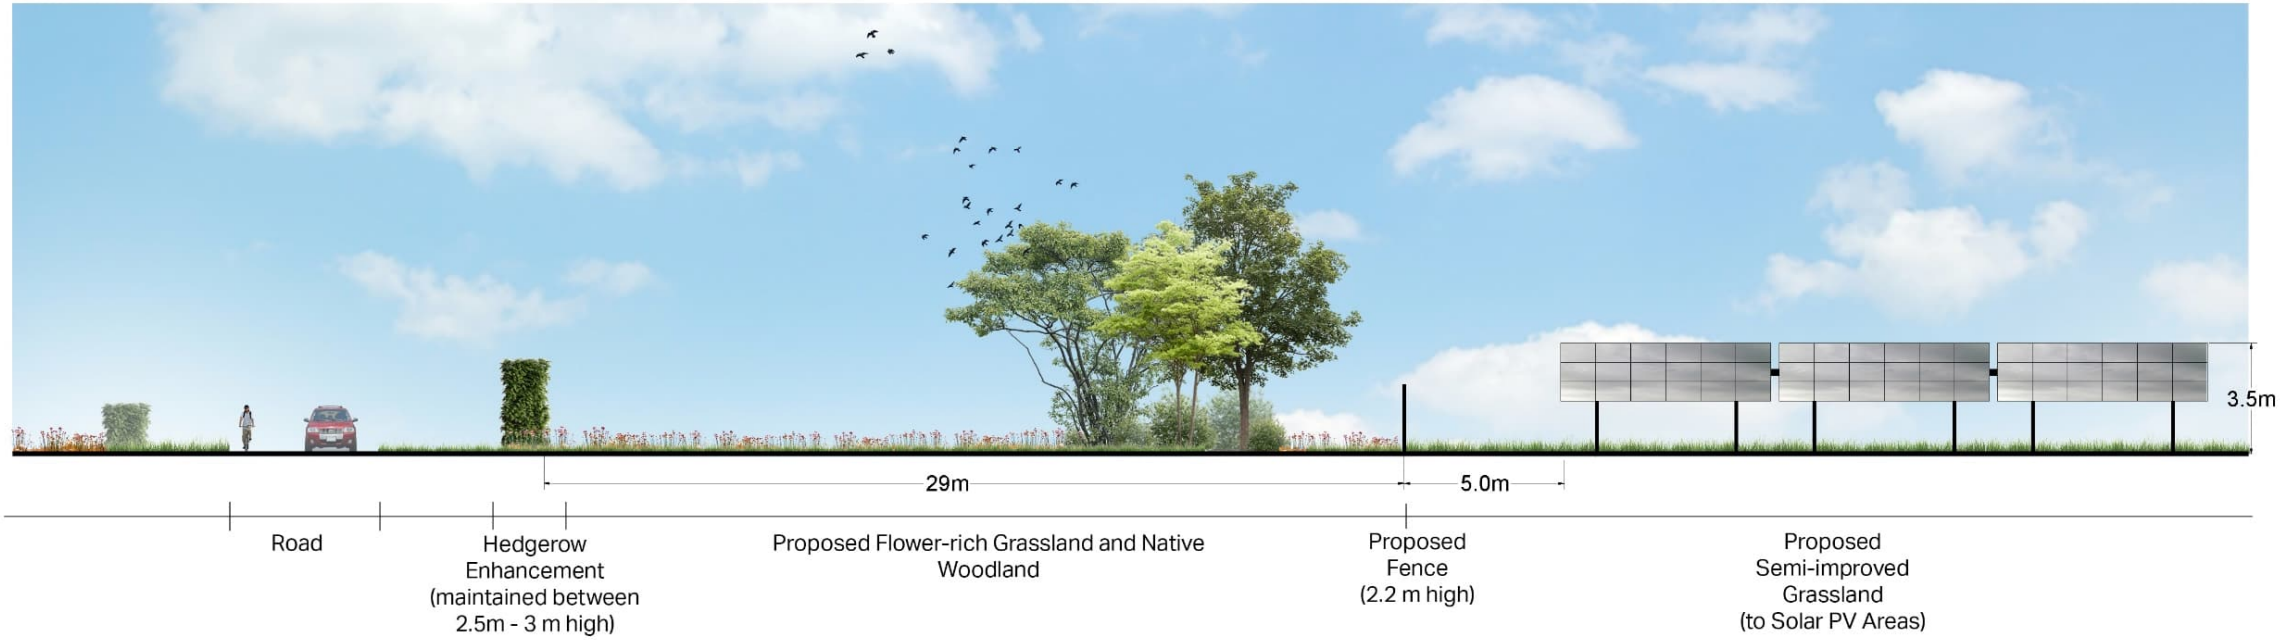 3.5m
29m
5.0m
Road
Hedgerow
Enhancement
(maintained between
2.5m - 3 m high)
Proposed Flower-rich Grassland and Native
Woodland
Proposed
Fence
(2.2 m high)
Proposed
Semi-improved
Grassland
(to Solar PV Areas)